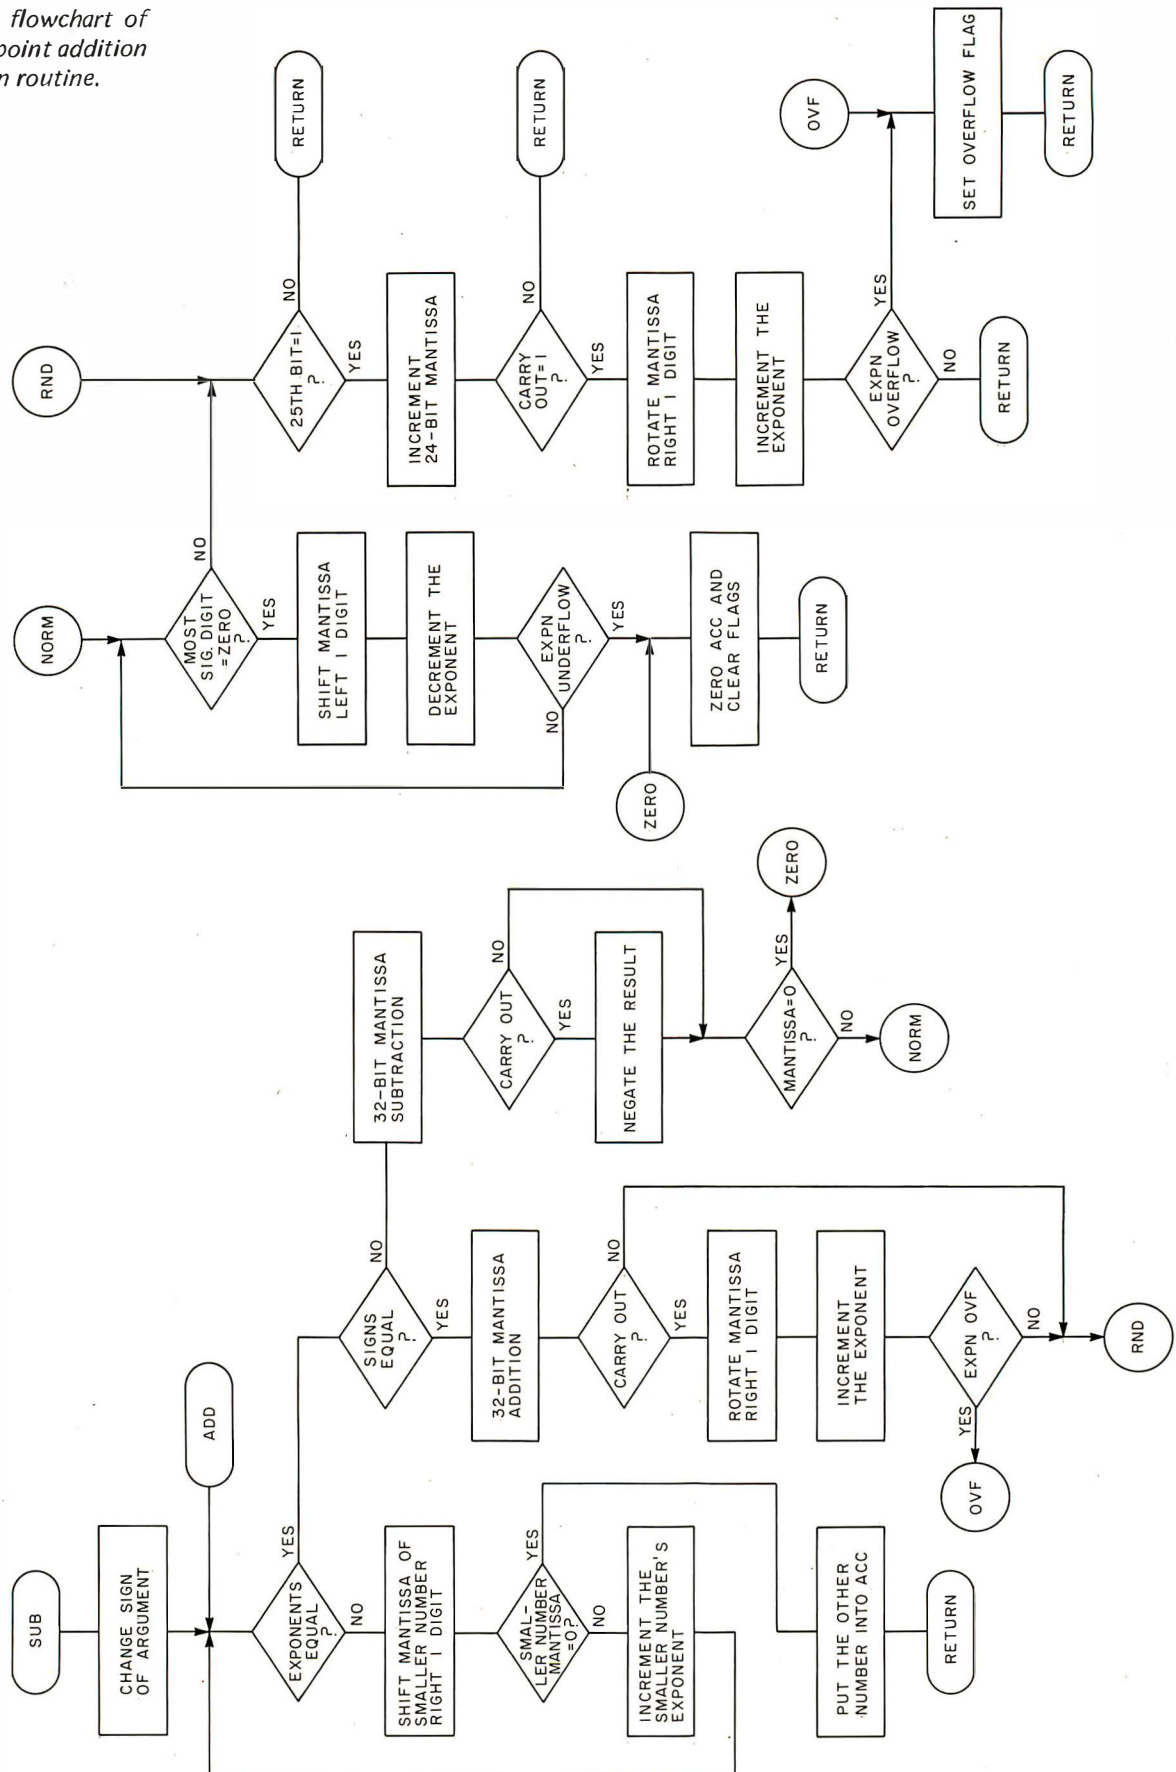 flowchart of
point addition
n routine.
SUB
CHANGE SIGN
OF ARGUMENT
ADD
EXPONENTS
EQUAL
?
YES
NO
SHIFT MANTISSA OF
SMALLER NUMBER
RIGHT 1 DIGIT
SMAL-
LER NUMBER
MANTISSA
=0?
YES
NO
INCREMENT THE
SMALLER NUMBER'S
EXPONENT
PUT THE OTHER
NUMBER INTO ACC
RETURN
SIGNS
EQUAL
?
NO
YES
32-BIT MANTISSA
ADDITION
CARRY OUT
?
NO
YES
ROTATE MANTISSA
RIGHT 1 DIGIT
INCREMENT
THE EXPONENT
EXPN OVF
?
YES
NO
OVF
RND
32-BIT MANTISSA
SUBTRACTION
CARRY OUT
?
NO
YES
NEGATE THE RESULT
MANTISSA=0
?
YES
NO
ZERO
NORM
NORM
MOST
SIG. DIGIT
=ZERO
?
NO
YES
SHIFT MANTISSA
LEFT 1 DIGIT
DECREMENT THE
EXPONENT
EXPN
UNDERFLOW
?
NO
YES
ZERO
ZERO ACC AND
CLEAR FLAGS
RETURN
RND
25TH BIT=1
?
NO
YES
RETURN
INCREMENT
24-BIT MANTISSA
CARRY
OUT=1
?
NO
YES
RETURN
ROTATE MANTISSA
RIGHT 1 DIGIT
INCREMENT THE
EXPONENT
EXPN
OVERFLOW
?
YES
NO
RETURN
OVF
SET OVERFLOW FLAG
RETURN